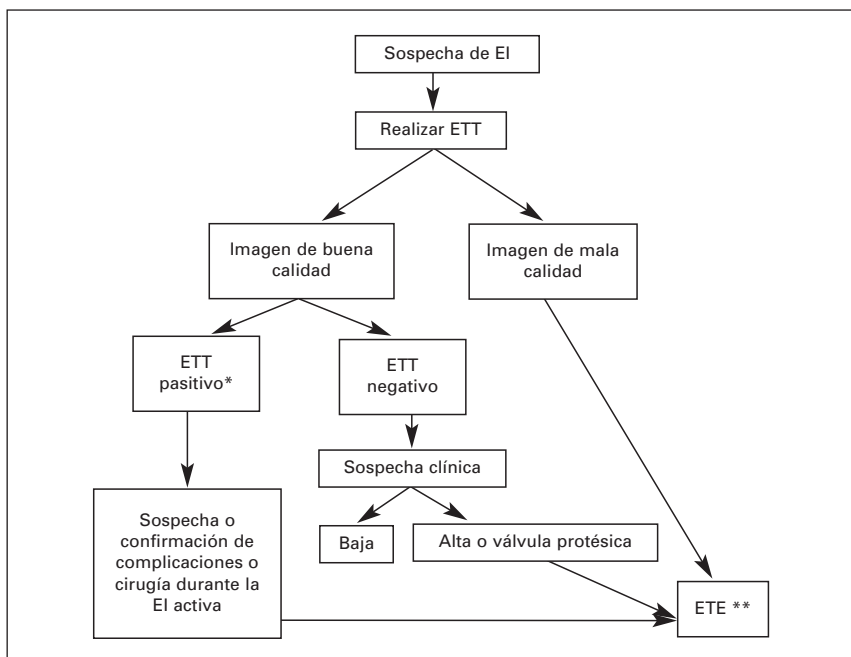 Sospecha de EI
Realizar ETT
Imagen de buena
calidad
Imagen de mala
calidad
ETT
pasitivo*
ETT
negativo
Sospecha clínica
Sospecha o
confirmación de
complicaciones o
cirugía durante la
EI activa
Baja
Alta o válvula protésica
ETE **